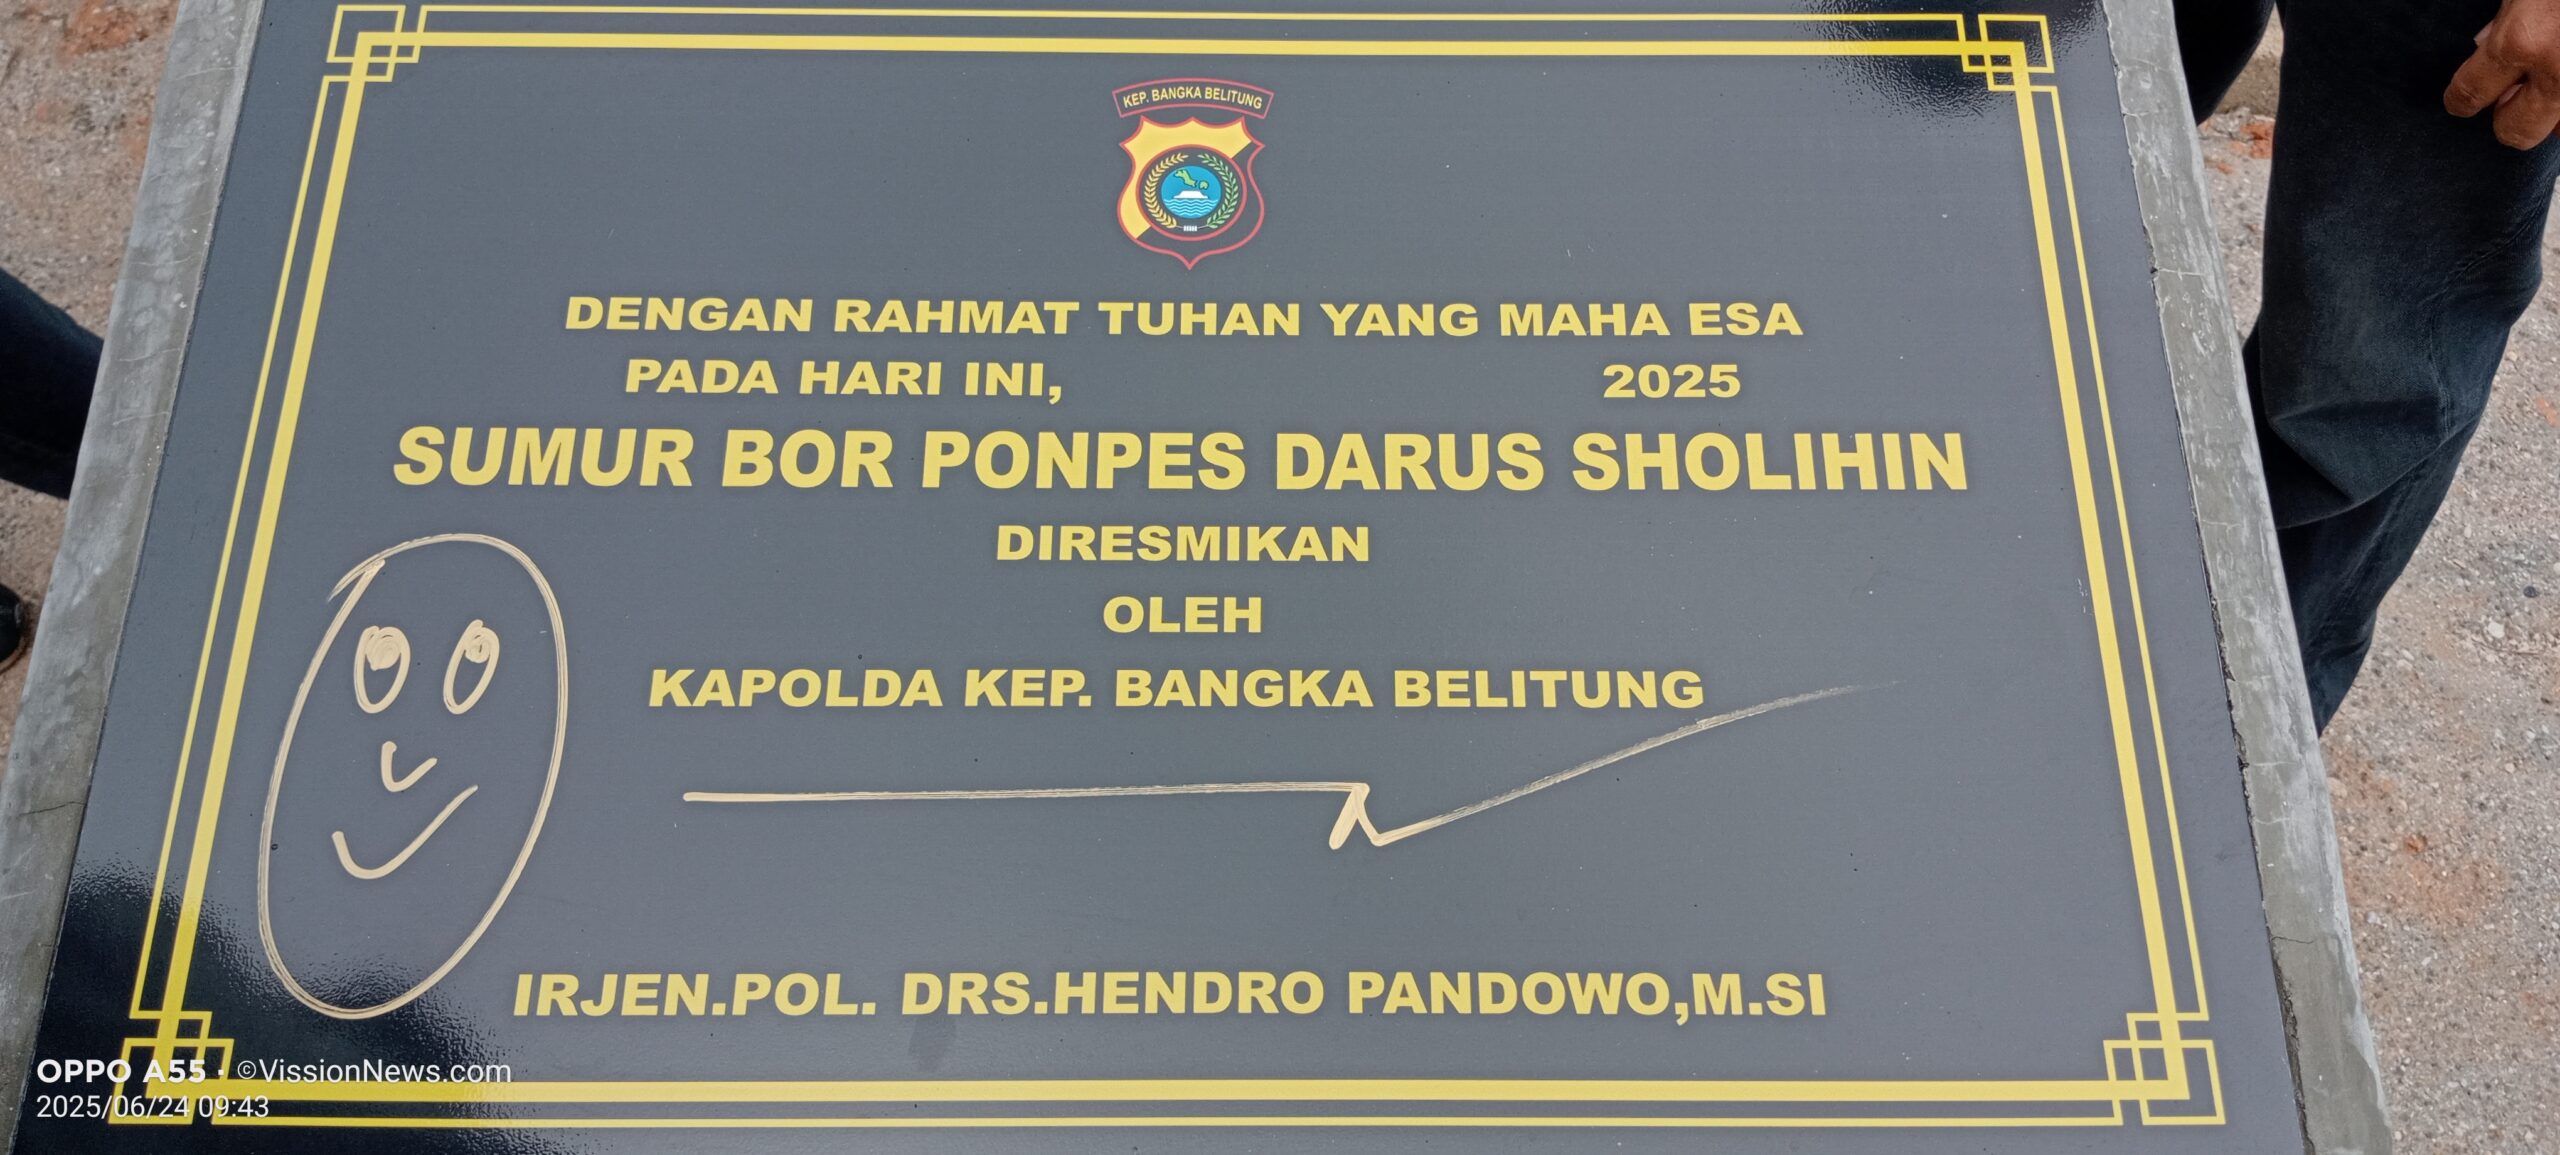 KEP. BANGKA BELITUNG
DENGAN RAHMAT TUHAN YANG MAHA ESA
PADA HARI INI, 2025
SUMUR BOR PONPES DARUS SHOLIHIN
DIRESMIKAN
OLEH
KAPOLDA KEP. BANGKA BELITUNG
IRJEN.POL. DRS.HENDRO PANDOWO,M.SI
OPPO A55 · ©VissionNews.com
2025/06/24 09:43